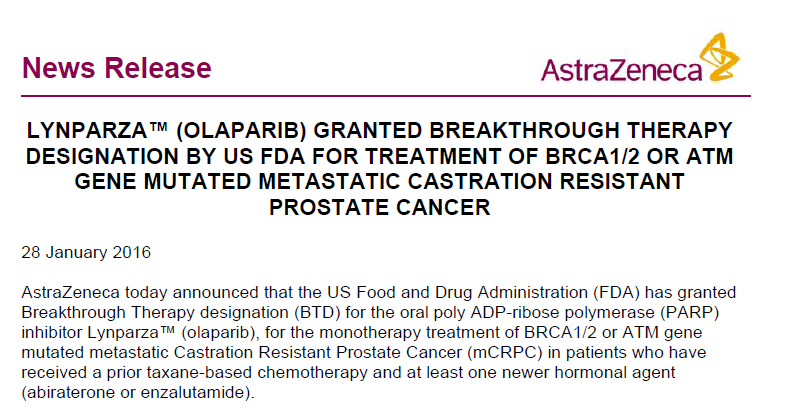 News Release
AstraZeneca
LYNPARZA™ (OLAPARIB) GRANTED BREAKTHROUGH THERAPY
DESIGNATION BY US FDA FOR TREATMENT OF BRCA1/2 OR ATM
GENE MUTATED METASTATIC CASTRATION RESISTANT
PROSTATE CANCER
28 January 2016
AstraZeneca today announced that the US Food and Drug Administration (FDA) has granted
Breakthrough Therapy designation (BTD) for the oral poly ADP-ribose polymerase (PARP)
inhibitor Lynparza™ (olaparib), for the monotherapy treatment of BRCA1/2 or ATM gene
mutated metastatic Castration Resistant Prostate Cancer (mCRPC) in patients who have
received a prior taxane-based chemotherapy and at least one newer hormonal agent
(abiraterone or enzalutamide).